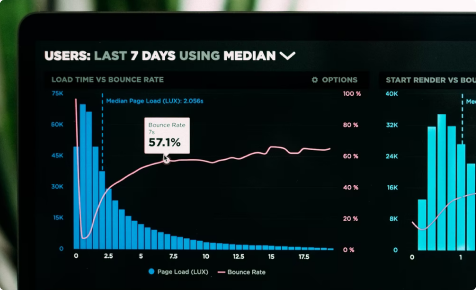 USERS: LAST 7 DAYS USING MEDIAN
LOAD TIME VS BOUNCE RATE
OPTIONS
75K
60K
45K
30K
15K
0
Median Page Load (LUX): 2.056s
Bounce Rate
7s
57.1%
100 %
80 %
60 %
40 %
20 %
0 %
0
2.5
5
7.5
10
12.5
15
17.5
Page Load (LUX)
Bounce Rate
START RENDER VS BOU
40K
32K
24K
16K
8K
0
Me
0
1